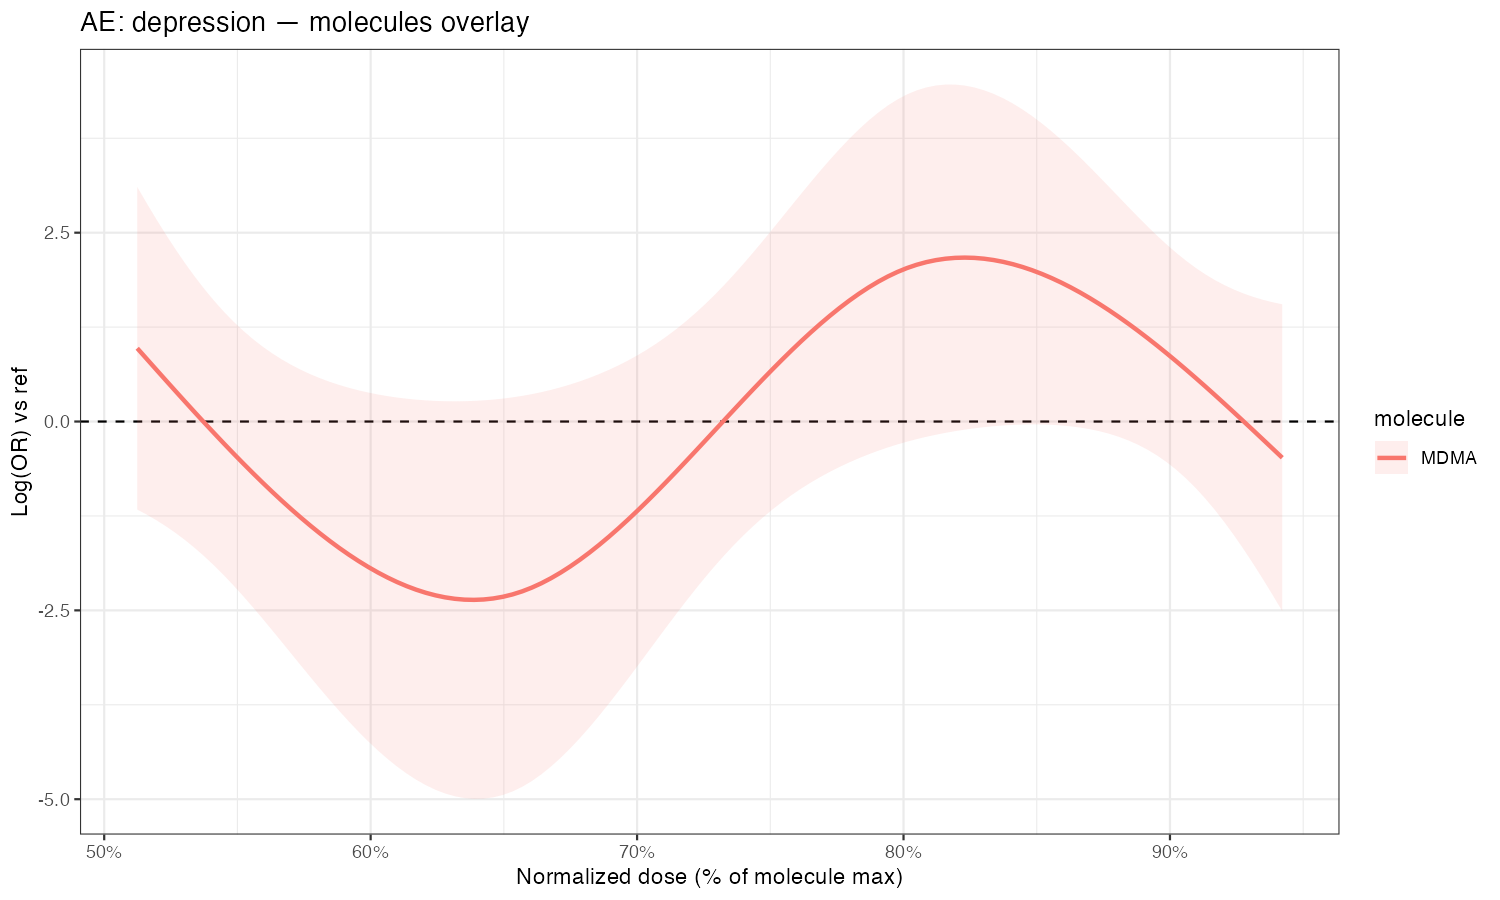 AE: depression — molecules overlay
Log(OR) vs ref
2.5
0.0
-2.5
-5.0
50%
60%
70%
80%
90%
Normalized dose (% of molecule max)
molecule
MDMA